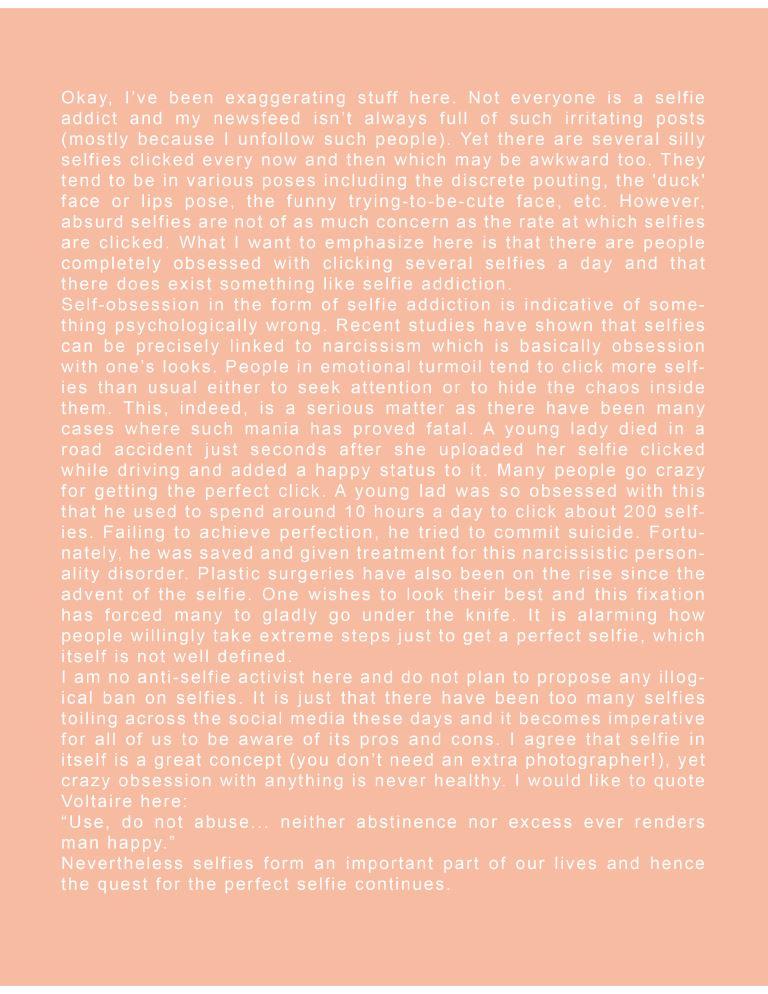 Okay, I've been exaggerating stuff here. Not everyone is a selfie
addict and my newsfeed isn't always full of such irritating posts
(mostly because I unfollow such people). Yet there are several silly
selfies clicked every now and then which may be awkward too. They
tend to be in various poses including the discrete pouting, the 'duck'
face or lips pose, the funny trying-to-be-cute face, etc. However,
absurd selfies are not of as much concern as the rate at which selfies
are clicked. What I want to emphasize here is that there are people
completely obsessed with clicking several selfies a day and that
there does exist something like selfie addiction.
Self-obsession in the form of selfie addiction is indicative of some-
thing psychologically wrong. Recent studies have shown that selfies
can be precisely linked to narcissism which is basically obsession
with one's looks. People in emotional turmoil tend to click more self-
ies than usual either to seek attention or to hide the chaos inside
them. This, indeed, is a serious matter as there have been many
cases where such mania has proved fatal. A young lady died in a
road accident just seconds after she uploaded her selfie clicked
while driving and added a happy status to it. Many people go crazy
for getting the perfect click. A young lad was so obsessed with this
that he used to spend around 10 hours a day to click about 200 self-
ies. Failing to achieve perfection, he tried to commit suicide. Fortu-
nately, he was saved and given treatment for this narcissistic person-
ality disorder. Plastic surgeries have also been on the rise since the
advent of the selfie. One wishes to look their best and this fixation
has forced many to gladly go under the knife. It is alarming how
people willingly take extreme steps just to get a perfect selfie, which
itself is not well defined.
I am no anti-selfie activist here and do not plan to propose any illog-
ical ban on selfies. It is just that there have been too many selfies
toiling across the social media these days and it becomes imperative
for all of us to be aware of its pros and cons. I agree that selfie in
itself is a great concept (you don't need an extra photographer!), yet
crazy obsession with anything is never healthy. I would like to quote
Voltaire here:
“Use, do not abuse... neither abstinence nor excess ever renders
man happy.”
Nevertheless selfies form an important part of our lives and hence
the quest for the perfect selfie continues.